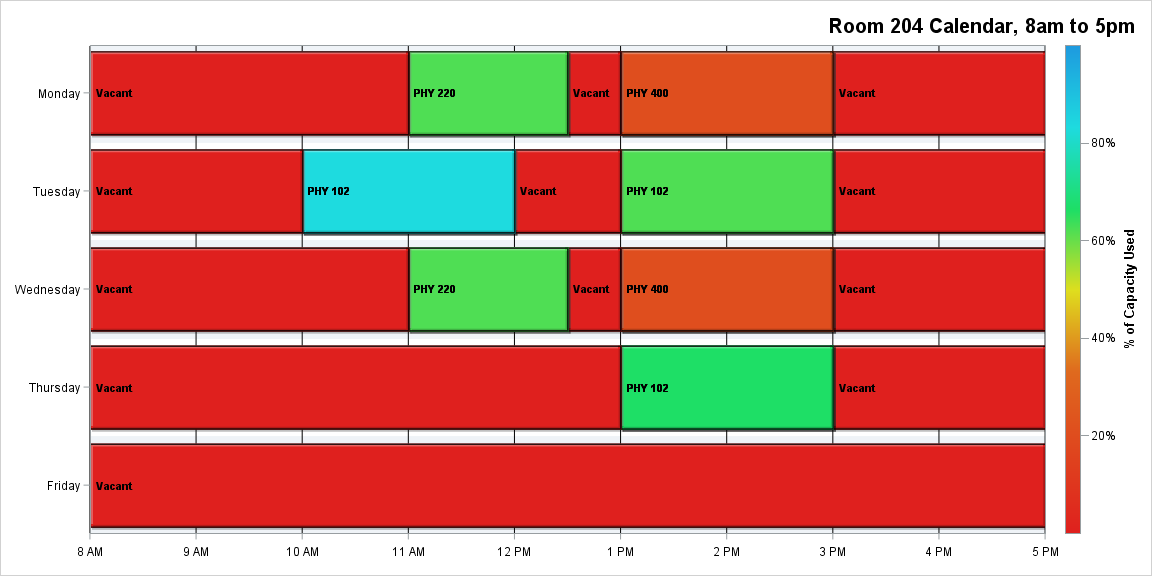 Room 204 Calendar, 8am to 5pm
Monday
Vacant
PHY 220
Vacant
PHY 400
Vacant
Tuesday
Vacant
PHY 102
Vacant
PHY 102
Vacant
Wednesday
Vacant
PHY 220
Vacant
PHY 400
Vacant
Thursday
Vacant
PHY 102
Vacant
Friday
Vacant
8 AM
9 AM
10 AM
11 AM
12 PM
1 PM
2 PM
3 PM
4 PM
5 PM
80%
60%
40%
20%
% of Capacity Used